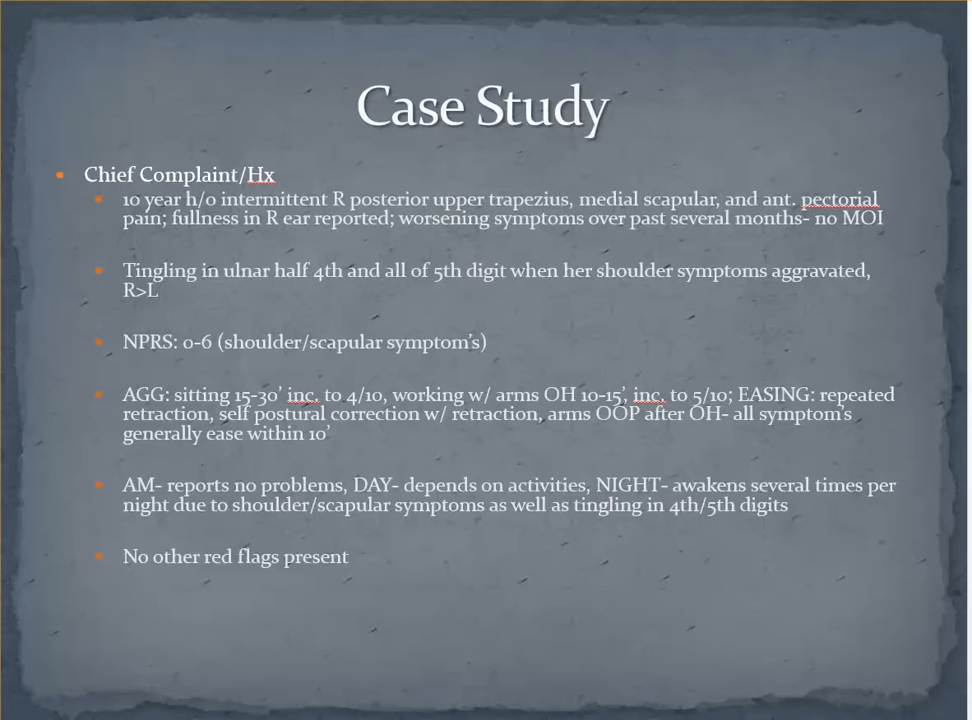 Case Study
Chief Complaint/Hx
10 year h/o intermittent R posterior upper trapezius, medial scapular, and ant. pectorial
pain; fullness in R ear reported; worsening symptoms over past several months- no MOI
Tingling in ulnar half 4th and all of 5th digit when her shoulder symptoms aggravated,
R>L
NPRS: 0-6 (shoulder/scapular symptom's)
AGG: sitting 15-30' inc. to 4/10, working w/ arms OH 10-15', inc. to 5/10; EASING: repeated
retraction, self postural correction w/ retraction, arms OOP after OH- all symptom's
generally ease within 10'
AM- reports no problems, DAY- depends on activities, NIGHT- awakens several times per
night due to shoulder/scapular symptoms as well as tingling in 4th/5th digits
No other red flags present